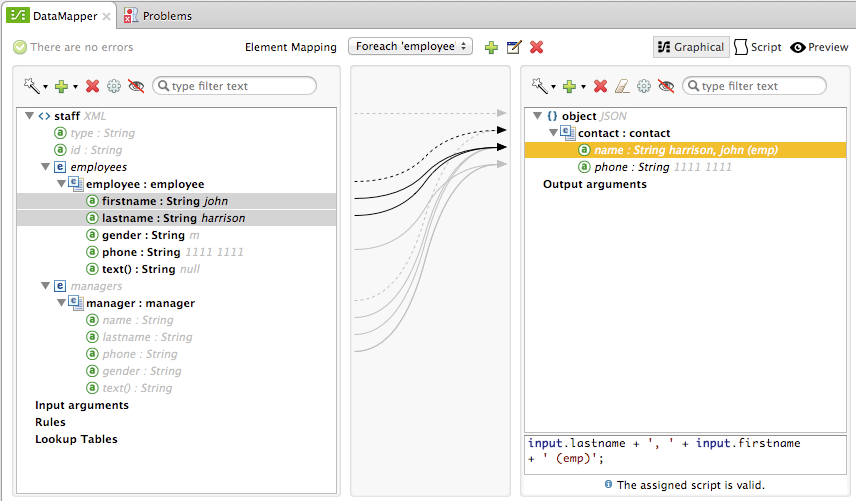 DataMapper
Problems
There are no errors
Element Mapping
Foreach 'employee'
Graphical
Script
Preview
type filter text
type filter text
<> staff XML
a type : String
a id : String
e employees
e employee : employee
a firstname : String john
a lastname : String harrison
a gender : String m
a phone : String 1111 1111
a text() : String null
e managers
e manager : manager
a name : String
a lastname : String
a phone : String
a gender : String
a text() : String
Input arguments
Rules
Lookup Tables
{} object JSON
e contact : contact
a name : String harrison, john (emp)
a phone : String 1111 1111
Output arguments
input.lastname + ', ' + input.firstname
+ ' (emp)';
The assigned script is valid.